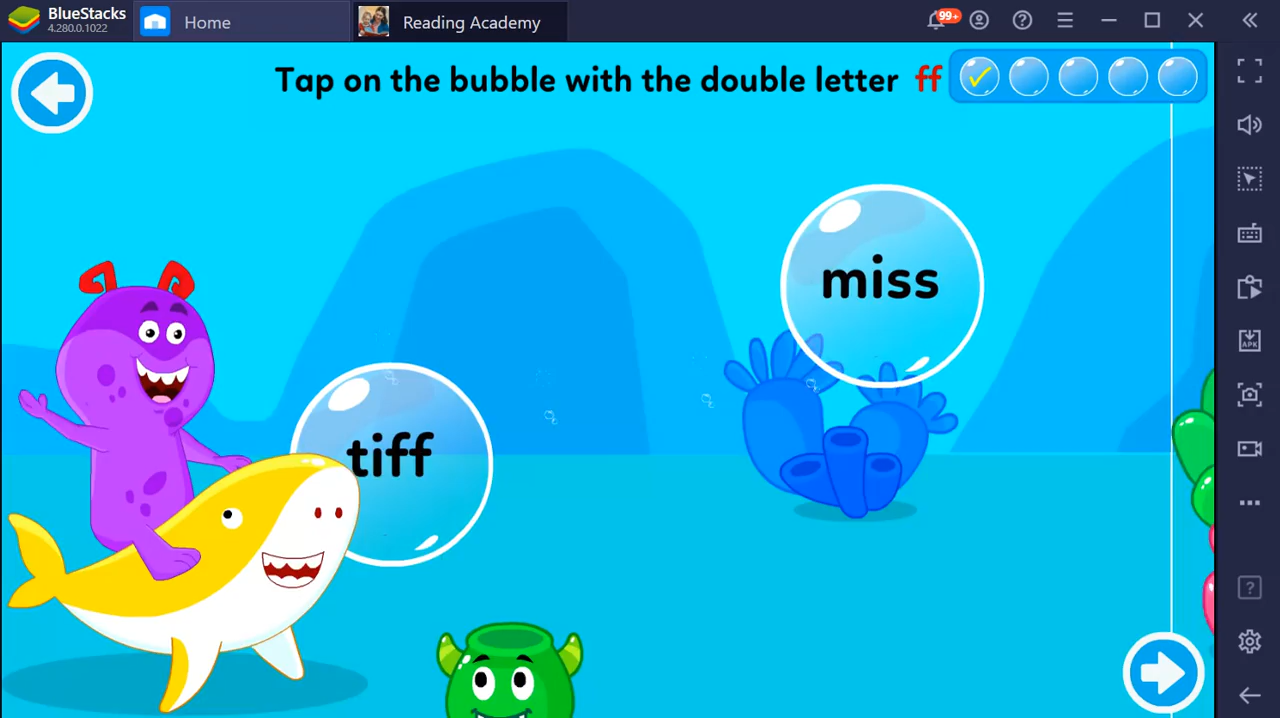 BlueStacks
4.280.0.1022
Home
Reading Academy
99+
Tap on the bubble with the double letter ff
miss
tiff
APK